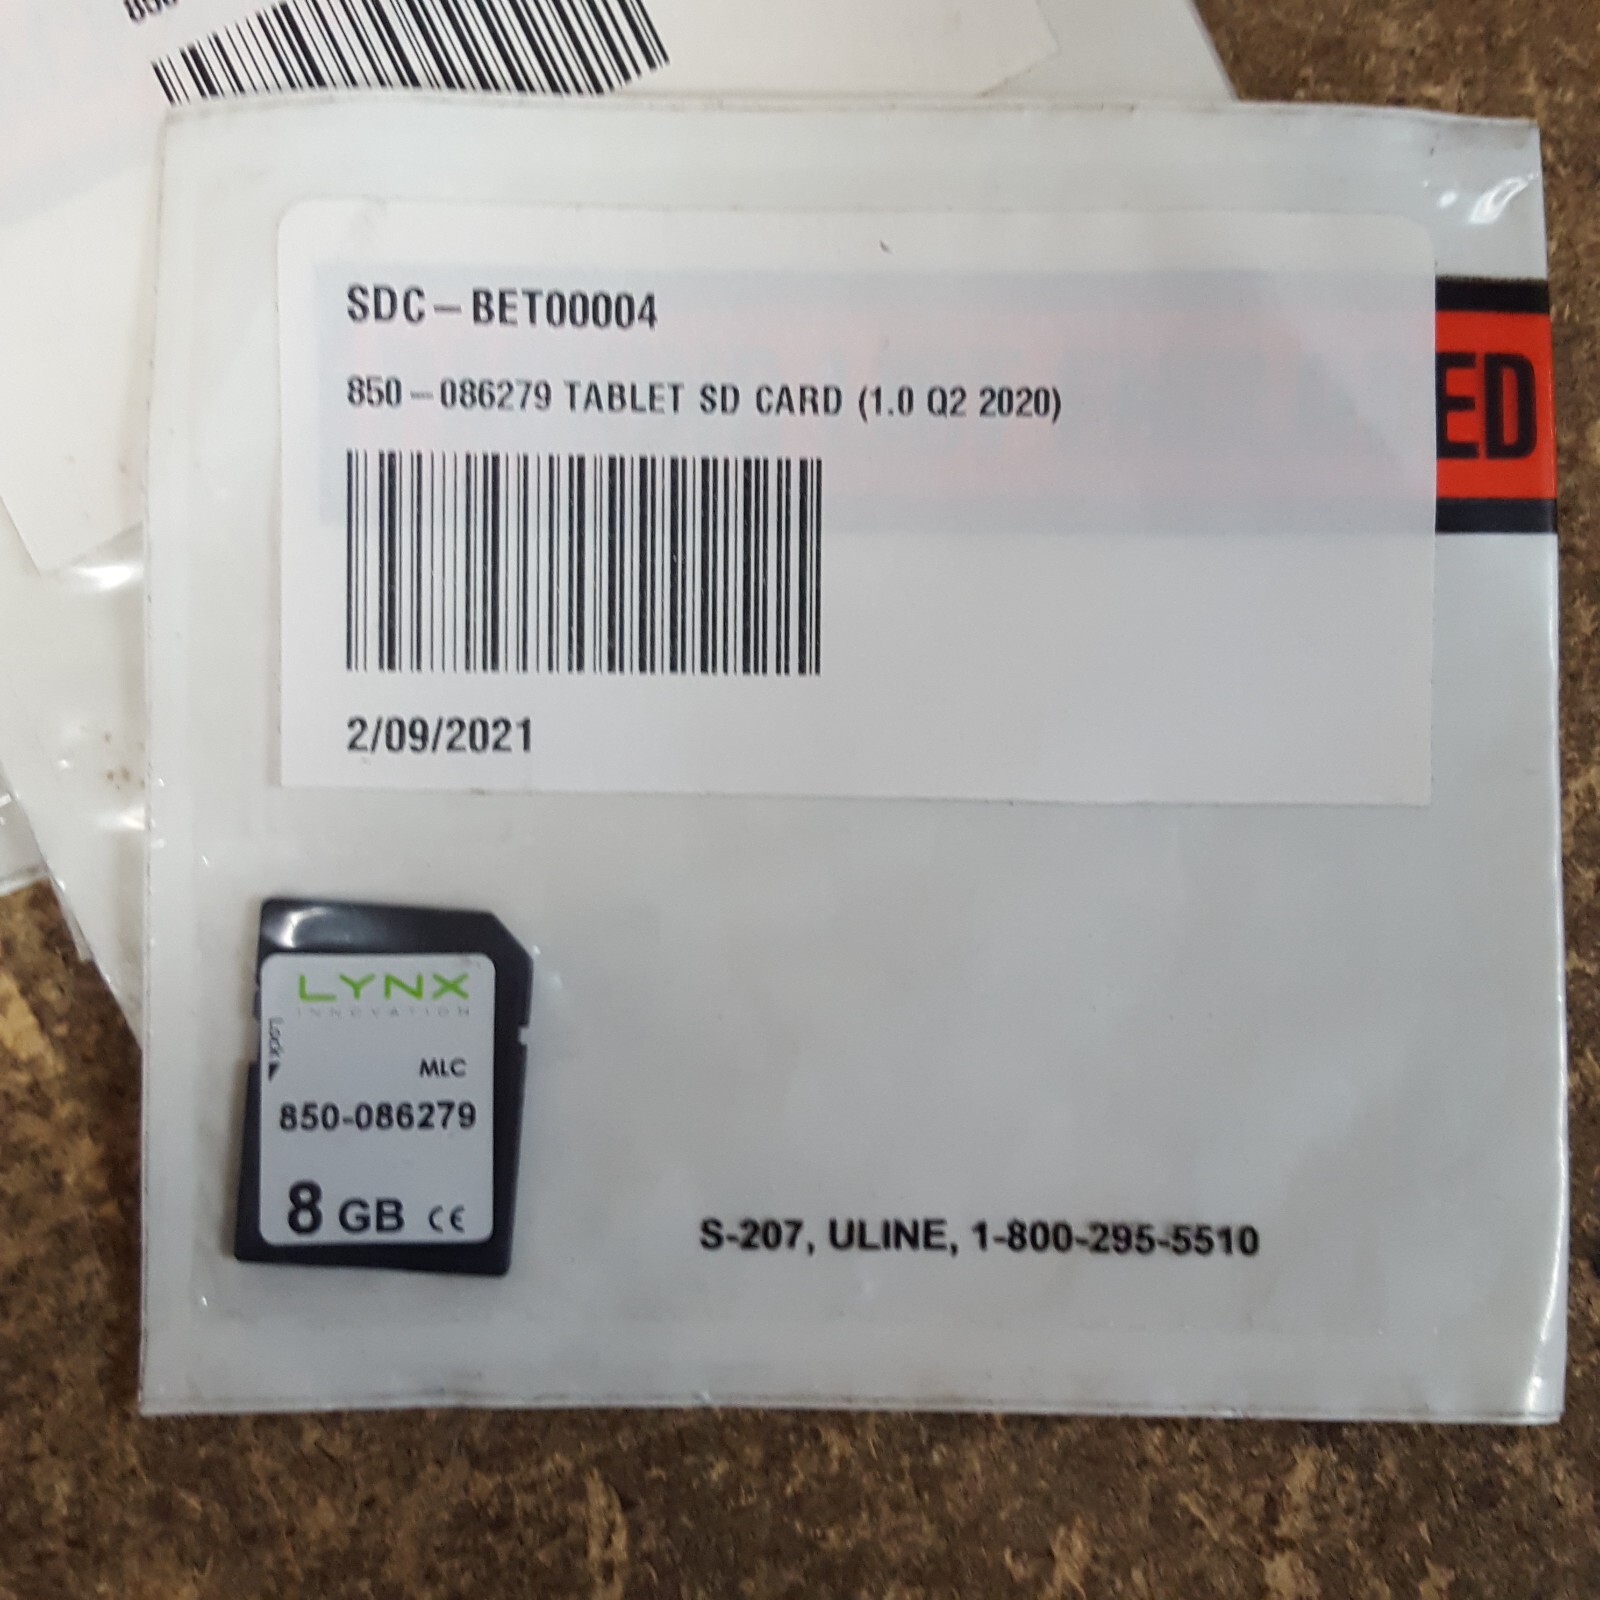 SDC-BET00004
850-086279 TABLET SD CARD (1.0 Q2 2020)
ED
2/09/2021
LYNX
INNOVATION
Lock
MLC
850-086279
8 GB CE
S-207, ULINE, 1-800-295-5510